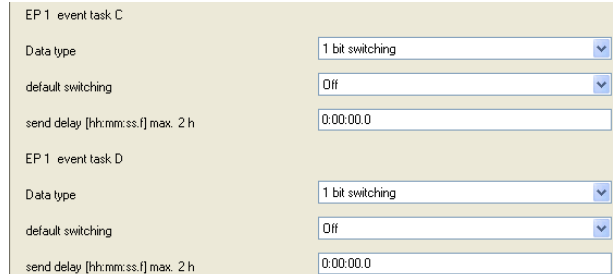 EP 1 event task C
Data type 1 bit switching
default switching Off
send delay [hh:mm:ss.f] max. 2 h 0:00:00.0
EP 1 event task D
Data type 1 bit switching
default switching Off
send delay [hh:mm:ss.f] max. 2 h 0:00:00.0